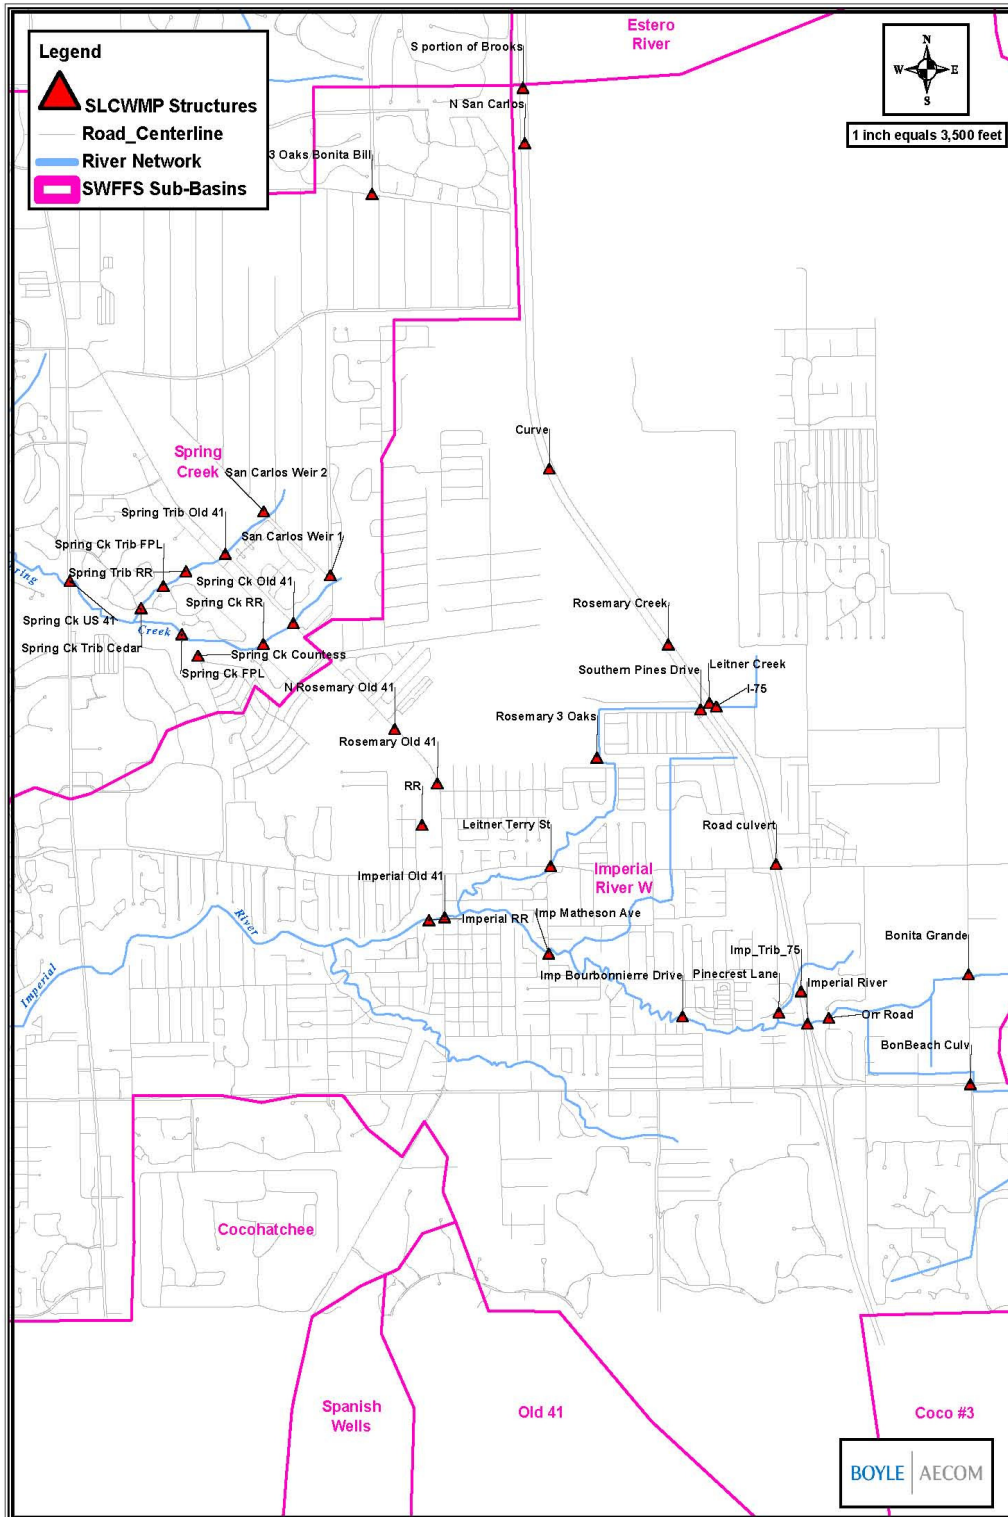 Legend
SLCWMP Structures
Road_Centerline
River Network
SWFFS Sub-Basins
Estero
River
N
W
E
S
1 inch equals 3,500 feet
S portion of Brooks
N San Carlos
3 Oaks Bonita Bill
Curve
Spring
Creek
San Carlos Weir 2
Spring Trib Old 41
San Carlos Weir 1
Spring Ck Trib FPL
Spring Trib RR
Spring Ck Old 41
Spring Ck RR
ring
Spring Ck US 41
Creek
Spring Ck Trib Cedar
Spring Ck Countess
Spring Ck FPL
Rosemary Creek
Southern Pines Drive
Leitner Creek
I-75
N Rosemary Old 41
Rosemary 3 Oaks
Rosemary Old 41
RR
Leitner Terry St
Road culvert
Imperial
River W
Imperial Old 41
Imperial RR
Imp Matheson Ave
River
Imperial
Imp_Trib_75
Bonita Grande
Imp Bourbonnierre Drive
Pinecrest Lane
Imperial River
Orr Road
BonBeach Culv
Cocohatchee
Spanish
Wells
Old 41
Coco #3
BOYLE | AECOM